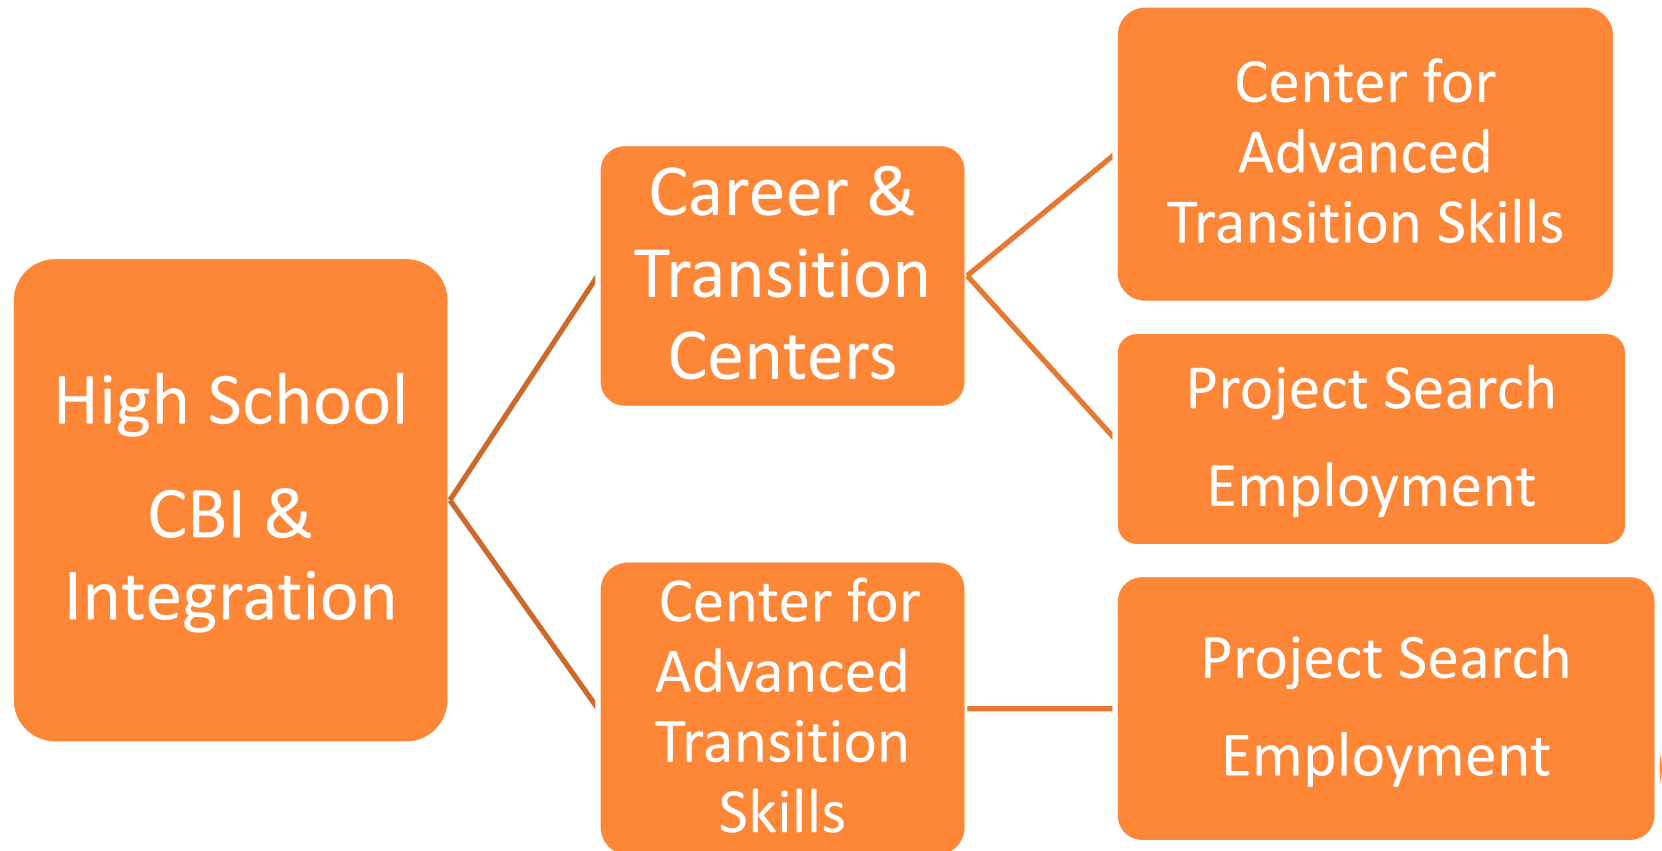 High School
CBI &
Integration
Career &
Transition
Centers
Center for
Advanced
Transition Skills
Project Search
Employment
Center for
Advanced
Transition
Skills
Project Search
Employment